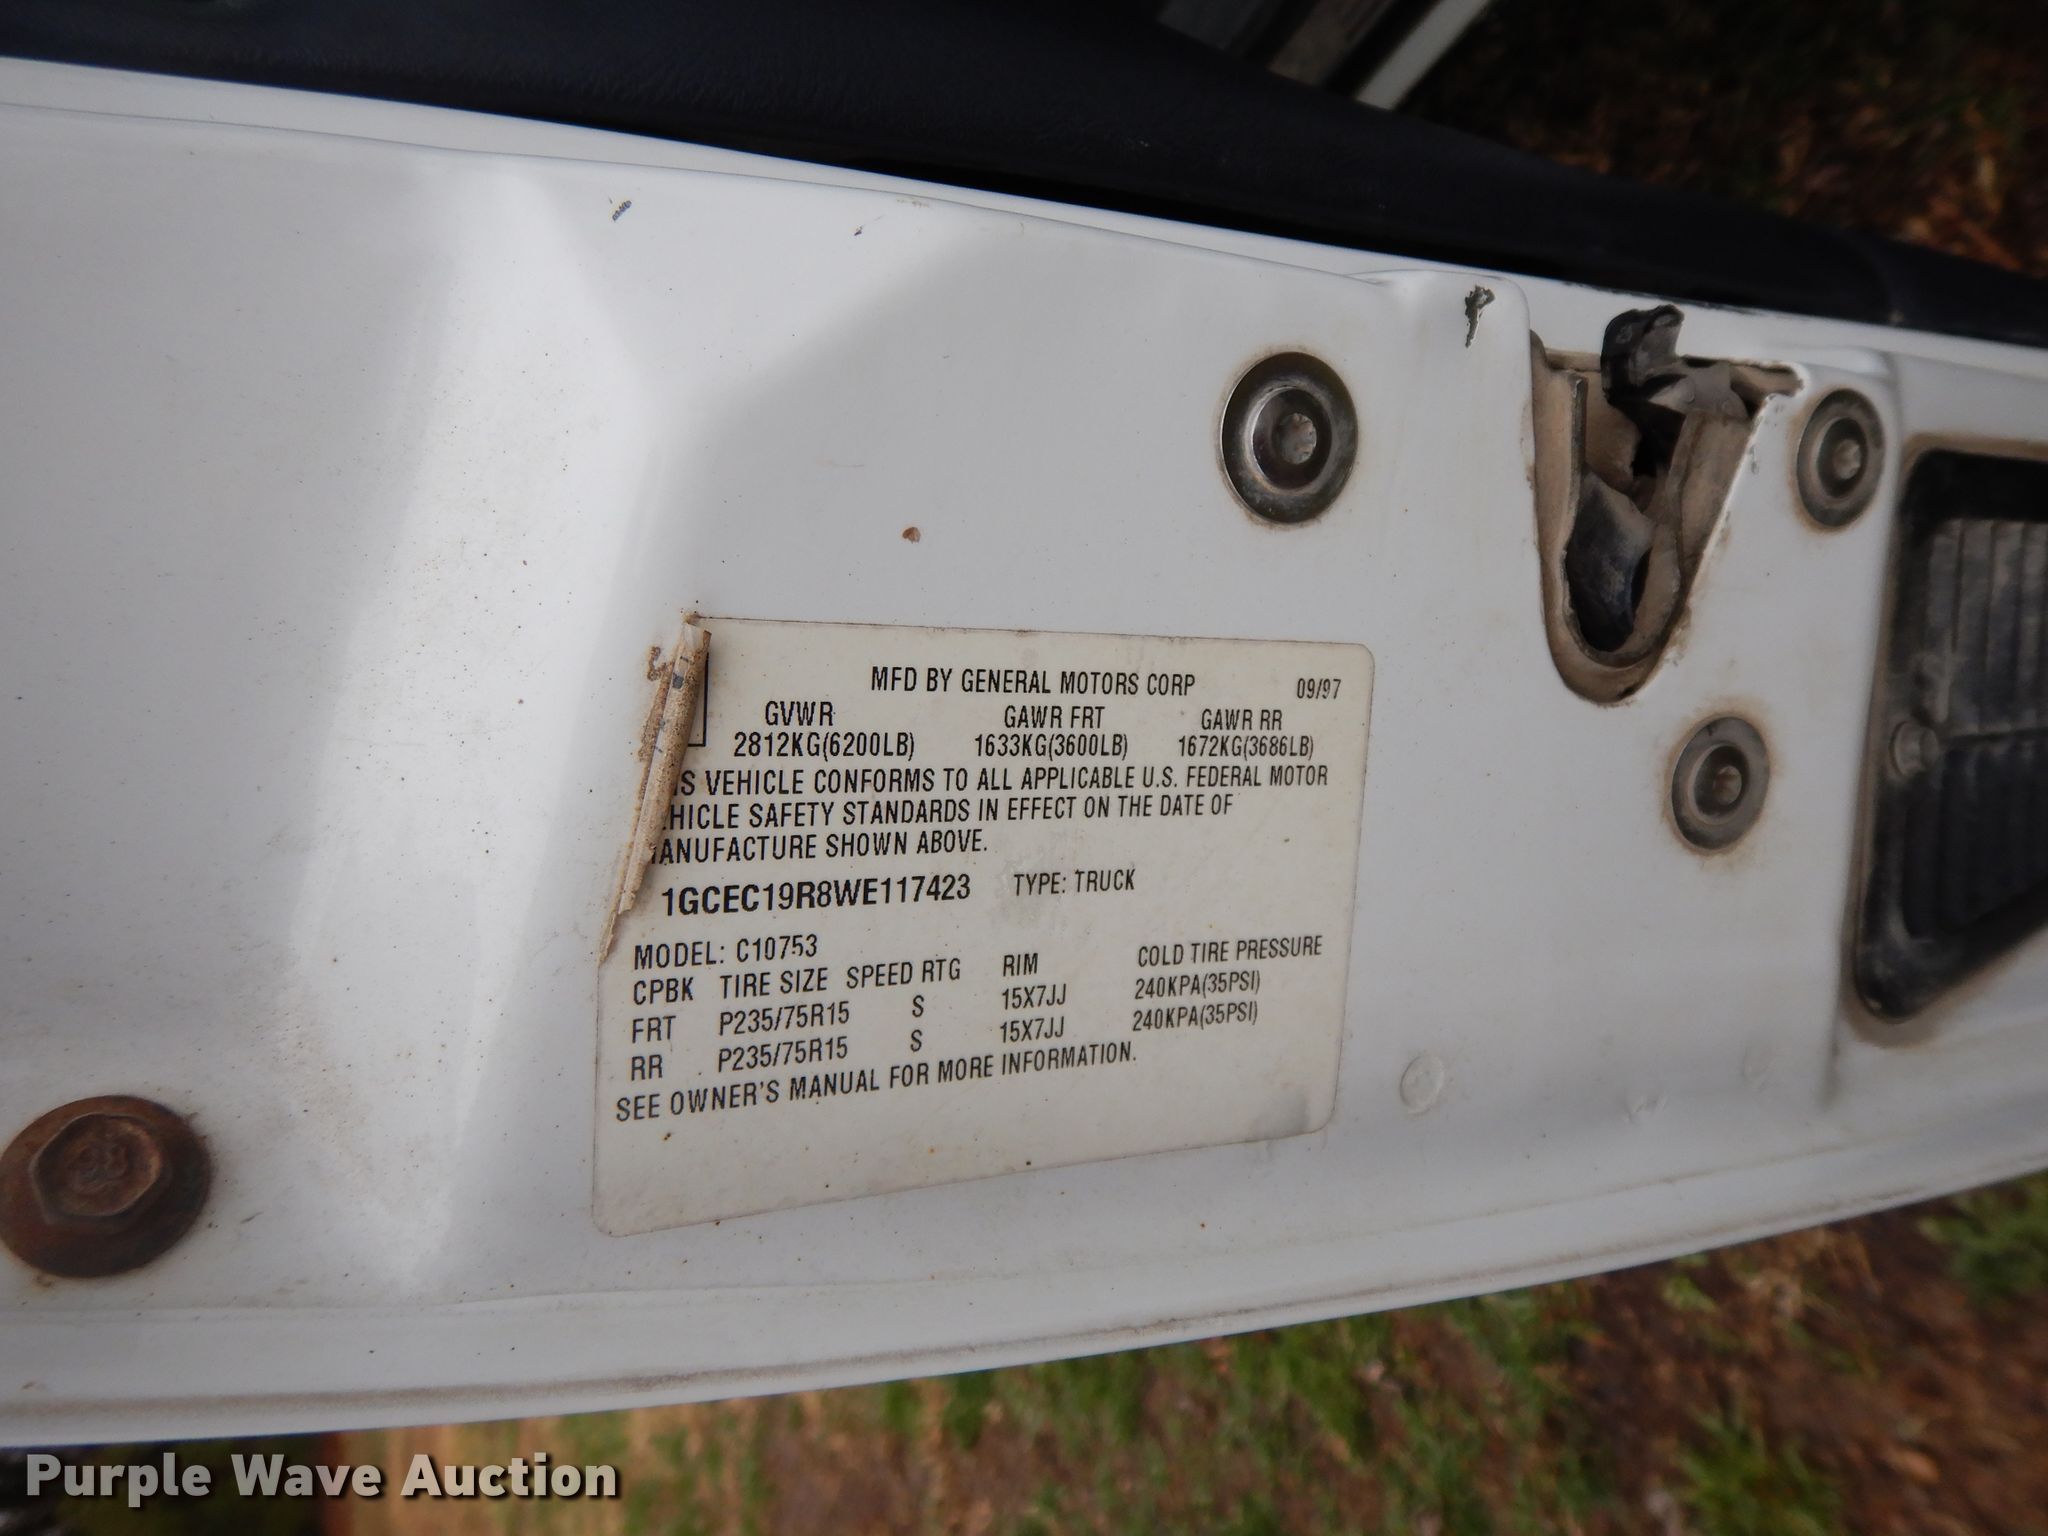 MFD BY GENERAL MOTORS CORP 09/97
GVWR GAWR FRT GAWR RR
2812KG(6200LB) 1633KG(3600LB) 1672KG(3686LB)
VEHICLE CONFORMS TO ALL APPLICABLE U.S. FEDERAL MOTOR
SAFETY STANDARDS IN EFFECT ON THE DATE OF
SHOWN ABOVE.
1GCEC19R8WE117423 TYPE: TRUCK
MODEL: C10753
CPBK TIRE SIZE SPEED RTG RIM COLD TIRE PRESSURE
FRT P235/75R15 S 15X7JJ 240KPA(35PSI)
RR P235/75R15 S 15X7JJ 240KPA(35PSI)
SEE OWNER'S MANUAL FOR MORE INFORMATION.
Purple Wave Auction